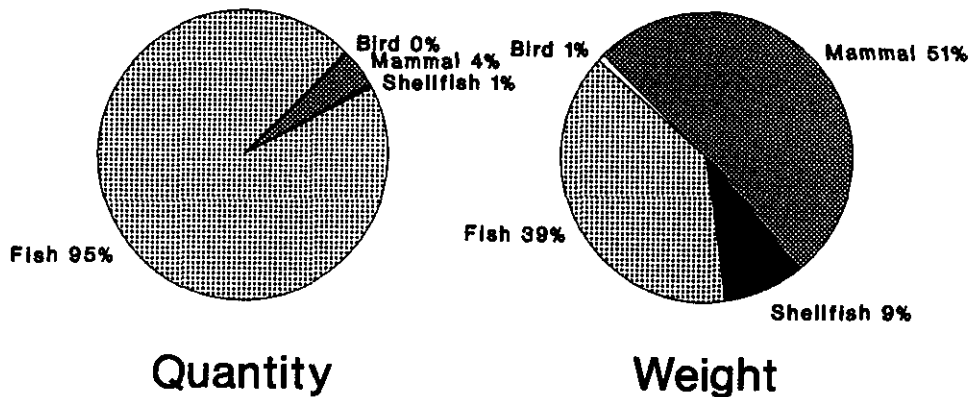 Bird 0%
Mammal 4%
Shellfish 1%
Fish 95%
Quantity
Bird 1%
Mammal 51%
Fish 39%
Shellfish 9%
Weight